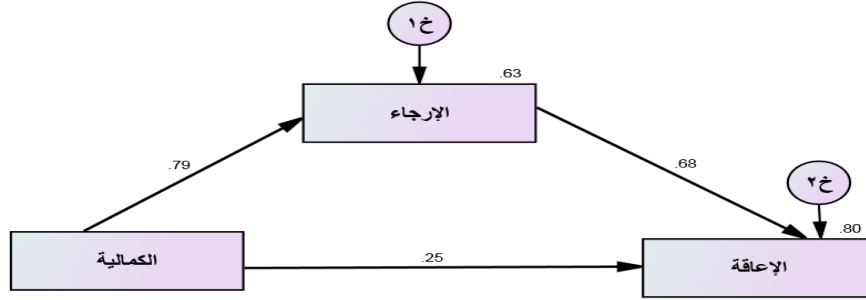 خ١
.63
الإرجاء
.79
.68
خ٢
.80
الكمالية
.25
الإعاقة